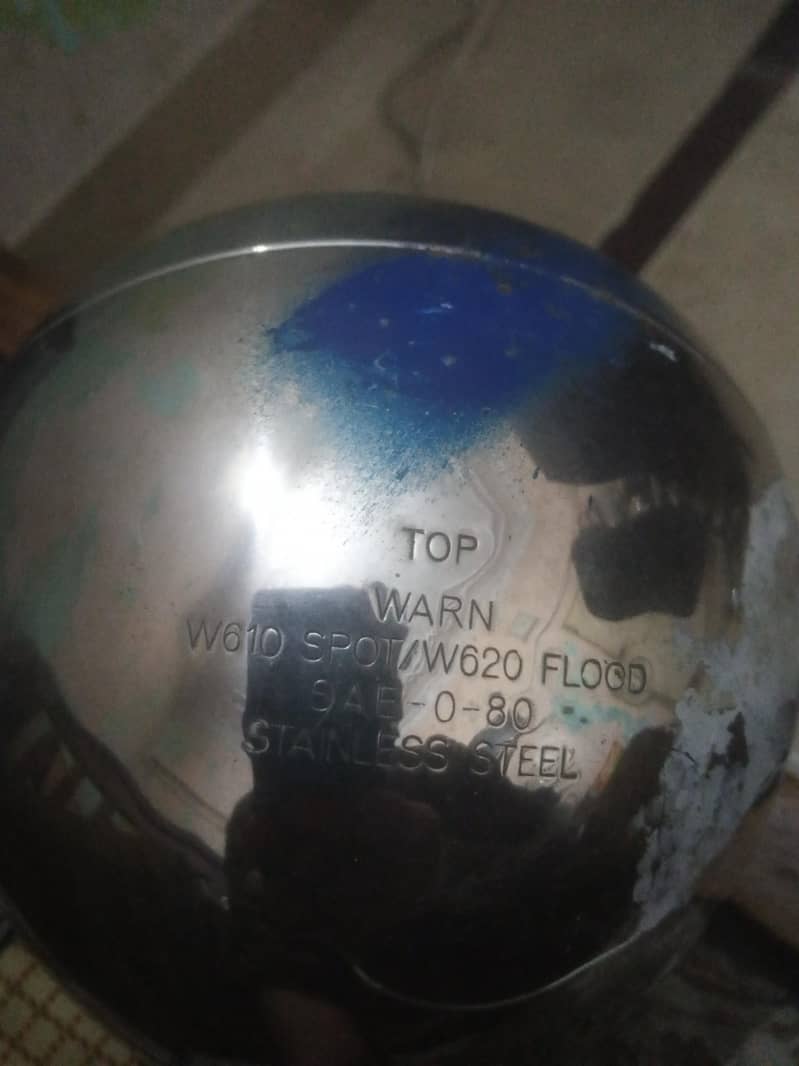 TOP
WARN
W610 SPOT/W620 FLOOD
SAE-0-80
STAINLESS STEEL